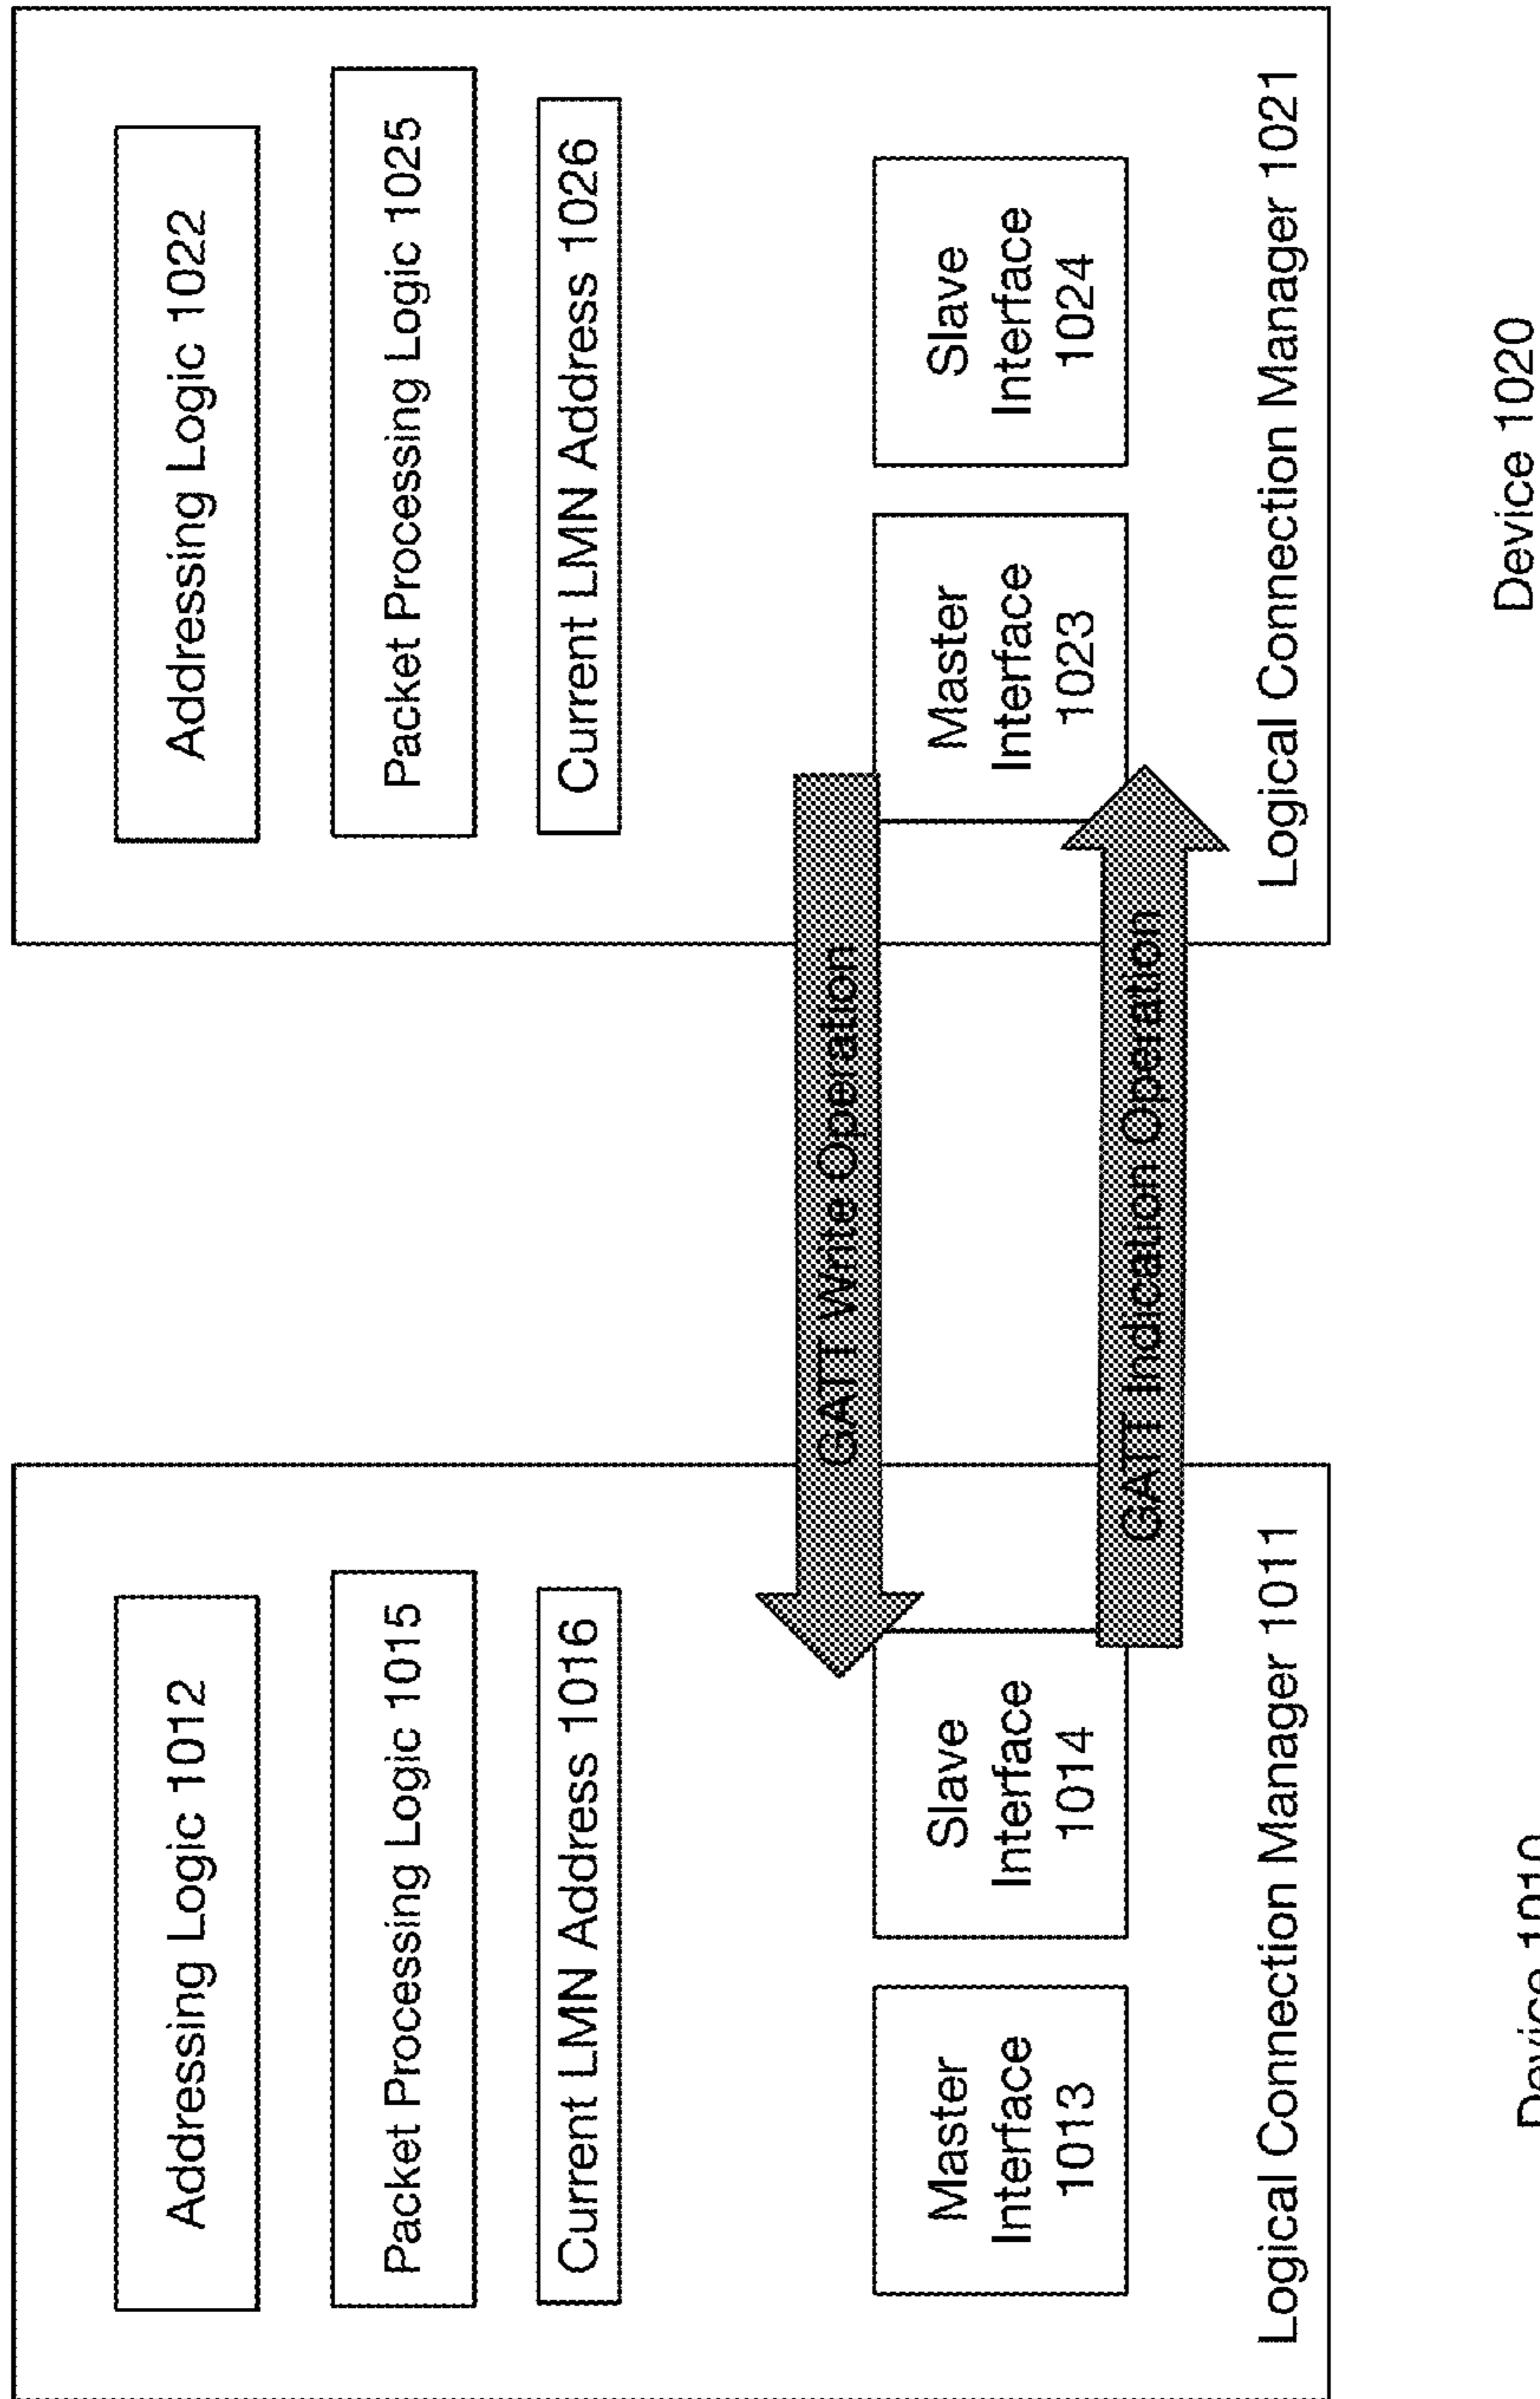 Addressing Logic 1012
Packet Processing Logic 1015
Current LMN Address 1016
Master
Interface
1013
Slave
Interface
1014
Logical Connection Manager 1011
Device 1010
GATT Write Operation
GATT Indication Operation
Addressing Logic 1022
Packet Processing Logic 1025
Current LMN Address 1026
Master
Interface
1023
Slave
Interface
1024
Logical Connection Manager 1021
Device 1020